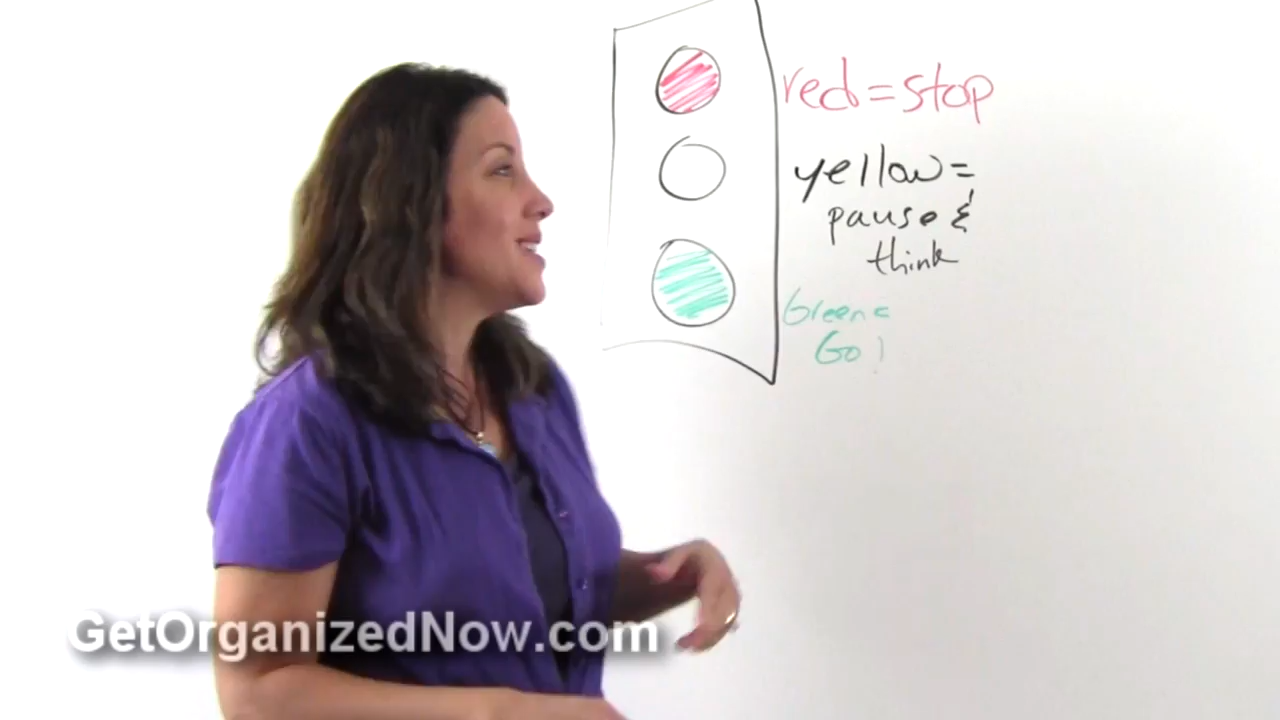 red=stop
yellow=
pause &
think
Green=
Go!
GetOrganizedNow.com